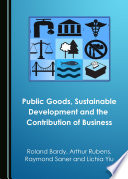 Public Goods, Sustainable
Development and the
Contribution of Business
Roland Bardy, Arthur Rubens,
Raymond Saner and Lichia Yiu